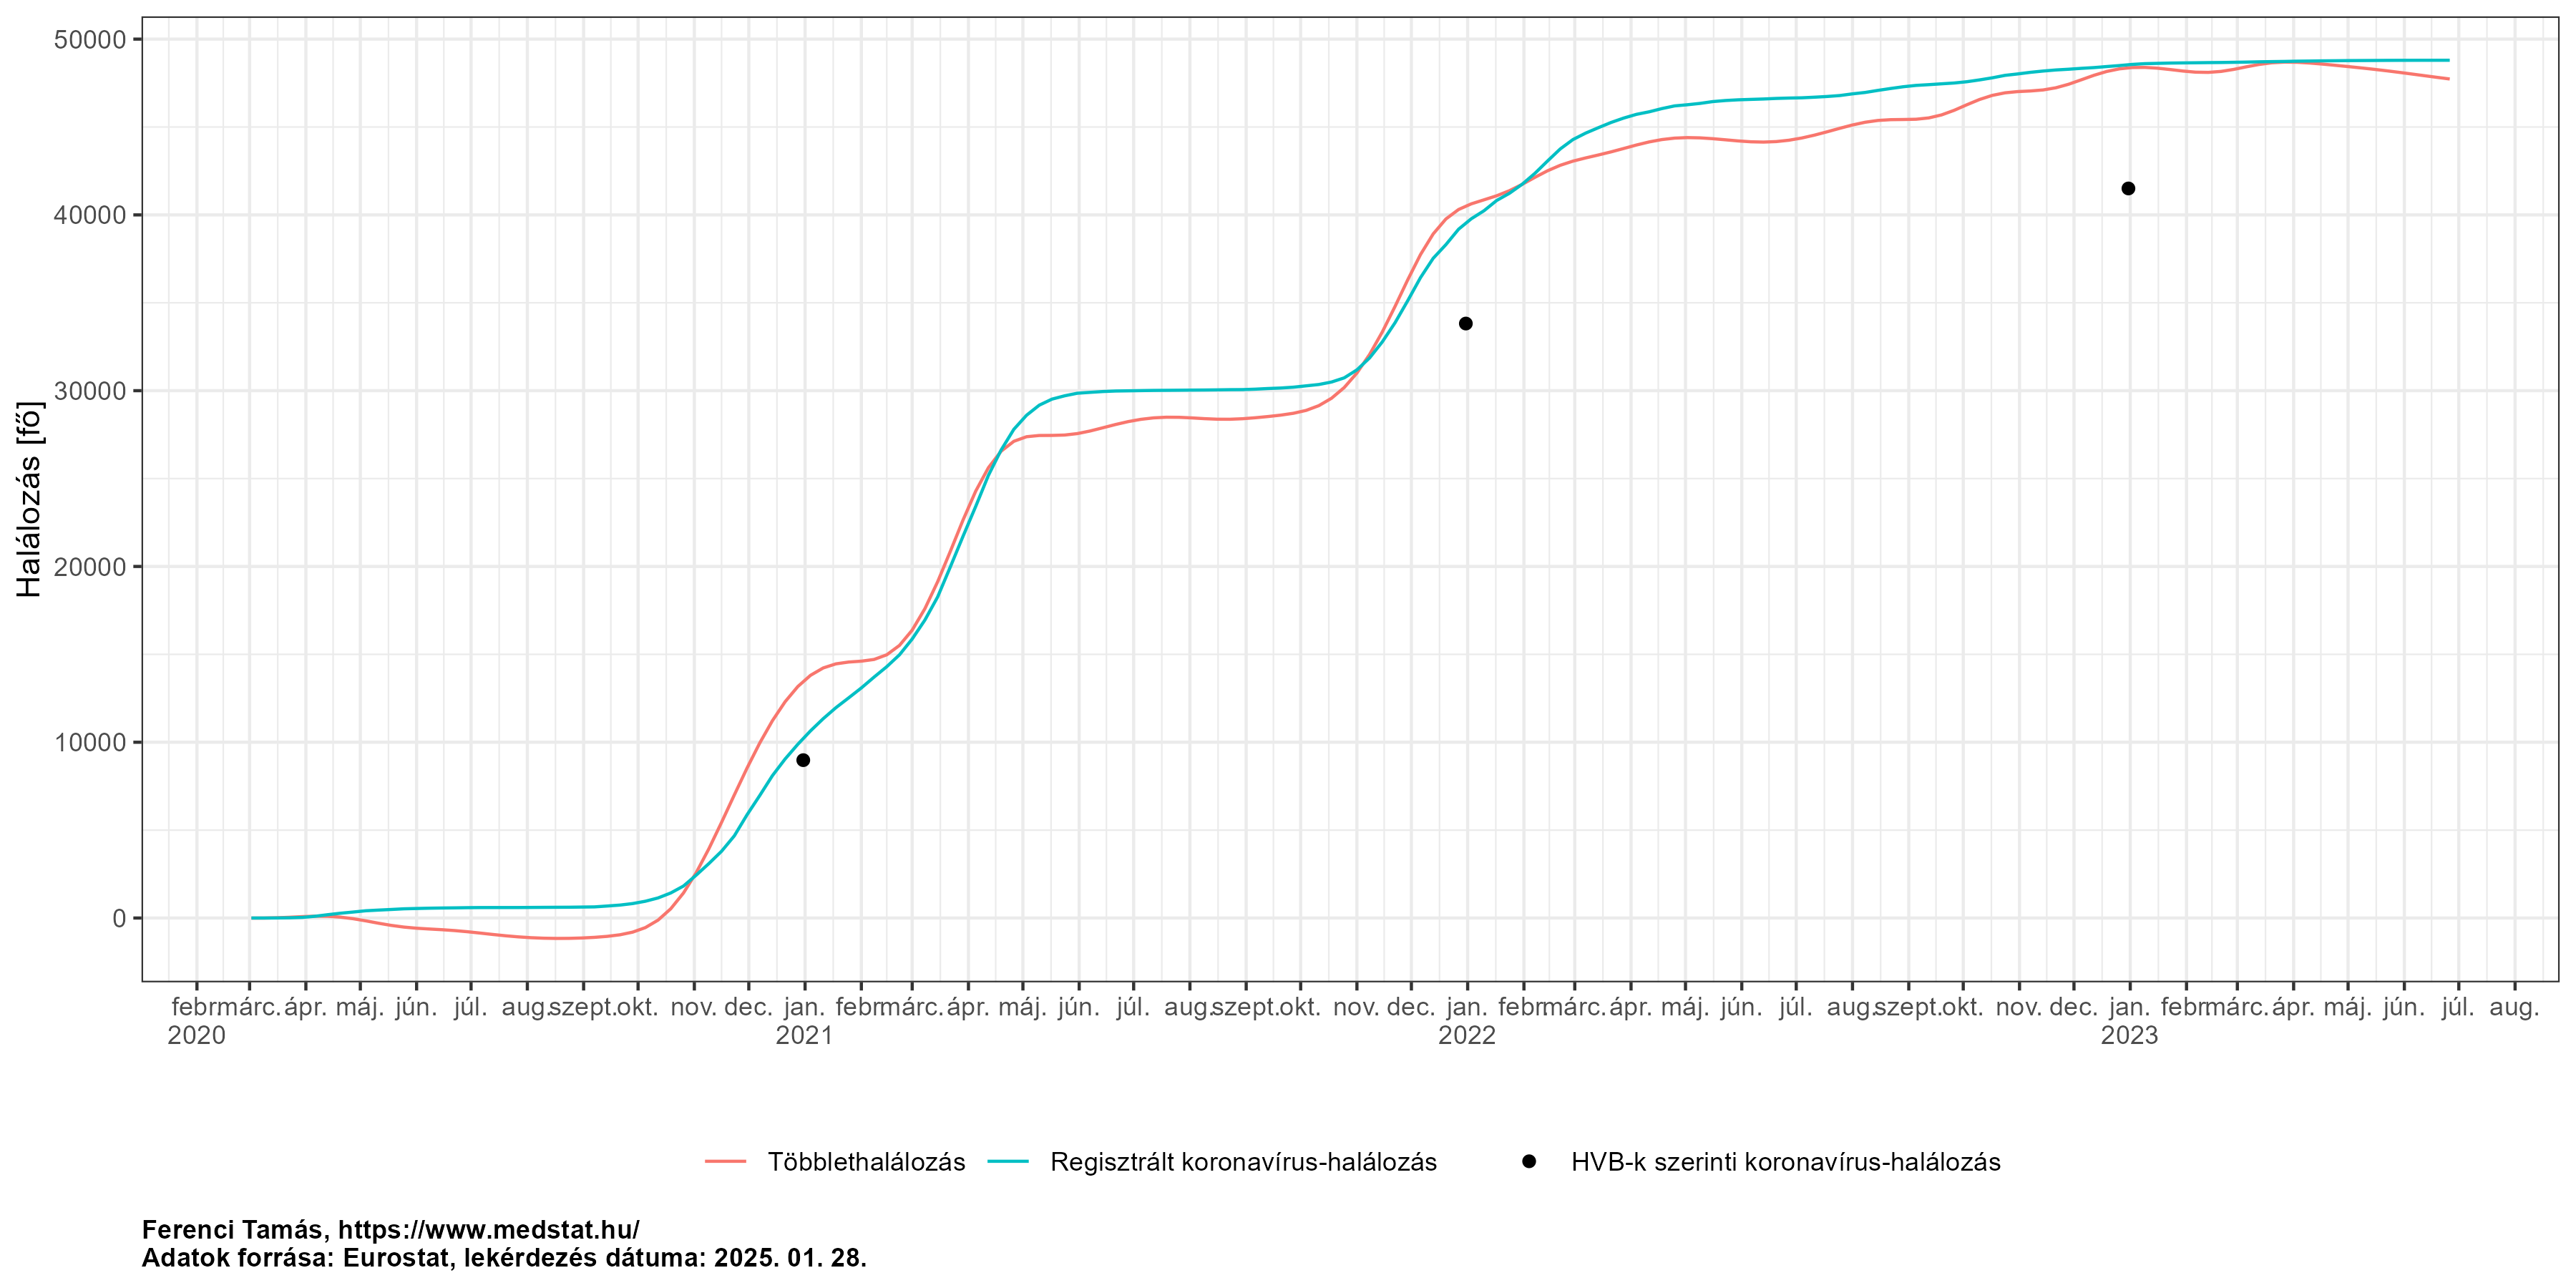 50000
40000
30000
20000
10000
0
Halálozás [fő]
febr. márc. ápr. máj. jún. júl. aug. szept. okt. nov. dec. jan. febr. márc. ápr. máj. jún. júl. aug. szept. okt. nov. dec. jan. febr. márc. ápr. máj. jún. júl. aug. szept. okt. nov. dec. jan. febr. márc. ápr. máj. jún. júl. aug.
2020 2021 2022 2023
Többlethalálozás Regisztrált koronavírus-halálozás HVB-k szerinti koronavírus-halálozás
Ferenci Tamás, https://www.medstat.hu/
Adatok forrása: Eurostat, lekérdezés dátuma: 2025. 01. 28.